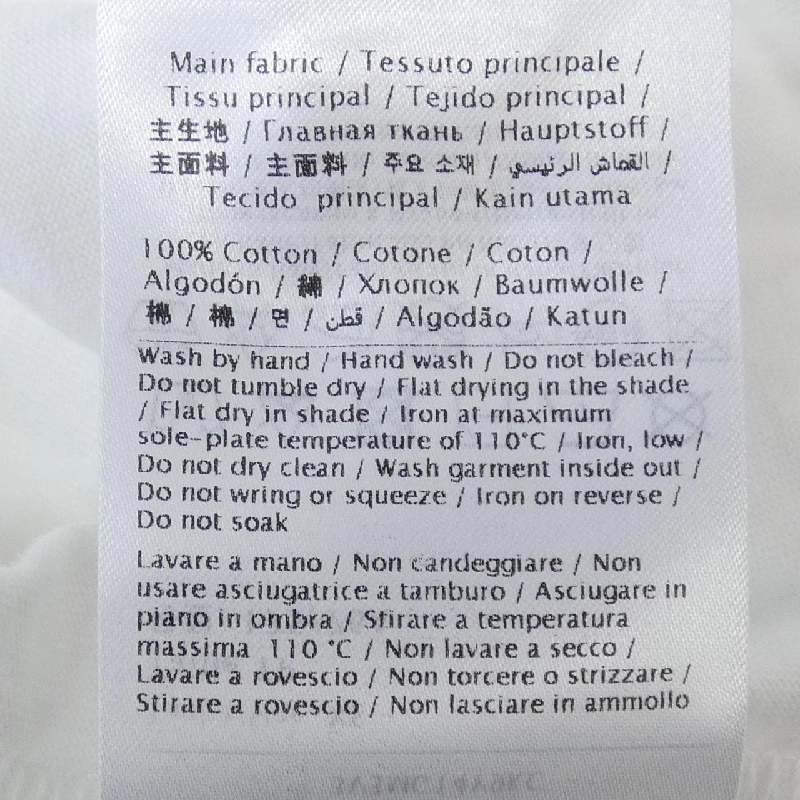 Main fabric / Tessuto principale /
Tissu principal / Tejido principal /
主生地 / Главная ткань / Hauptstoff /
主面料 / 主面料 / 주요 소재 / القماش الرئيسي /
Tecido principal / Kain utama
100% Cotton / Cotone / Coton /
Algodón / 綿 / Хлопок / Baumwolle /
棉 / 棉 / 면 / قطن / Algodão / Katun
Wash by hand / Hand wash / Do not bleach /
Do not tumble dry / Flat drying in the shade
/ Flat dry in shade / Iron at maximum
sole-plate temperature of 110°C / Iron, low /
Do not dry clean / Wash garment inside out /
Do not wring or squeeze / Iron on reverse /
Do not soak
Lavare a mano / Non candeggiare / Non
usare asciugatrice a tamburo / Asciugare in
piano in ombra / Stirare a temperatura
massima 110 °C / Non lavare a secco /
Lavare a rovescio / Non torcere o strizzare /
Stirare a rovescio / Non lasciare in ammollo